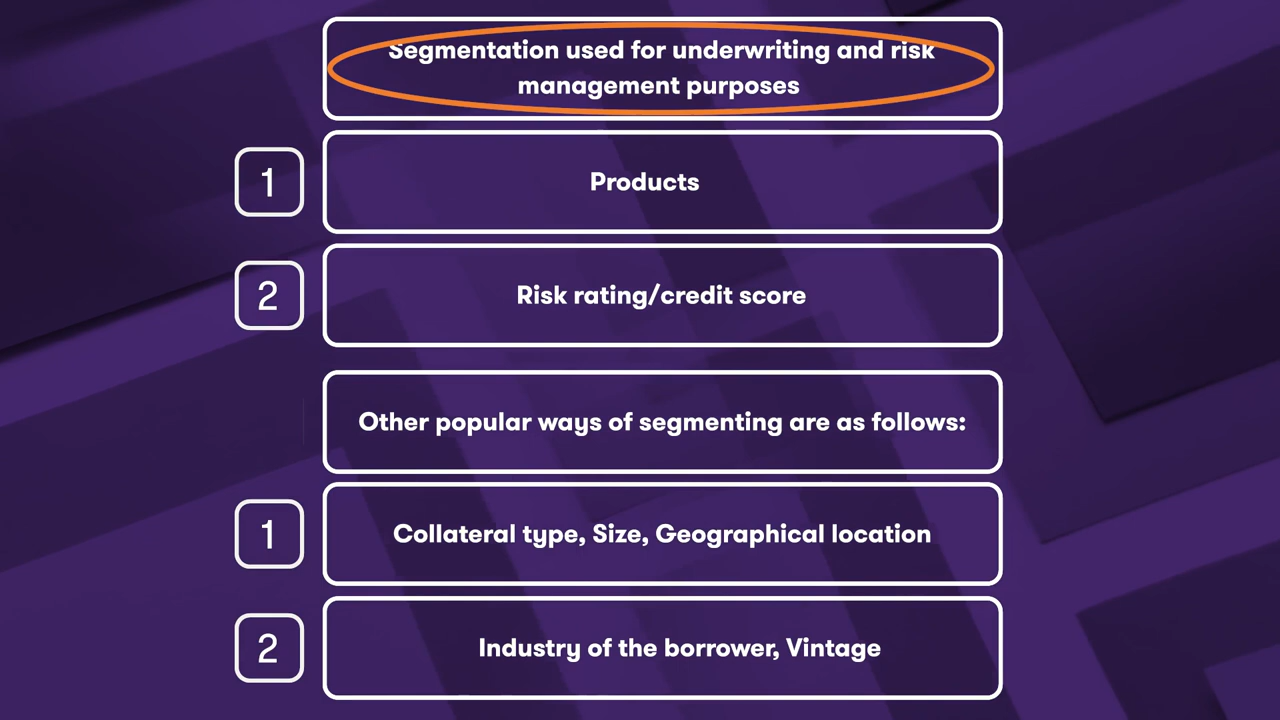 Segmentation used for underwriting and risk
management purposes
1
Products
2
Risk rating/credit score
Other popular ways of segmenting are as follows:
1
Collateral type, Size, Geographical location
2
Industry of the borrower, Vintage